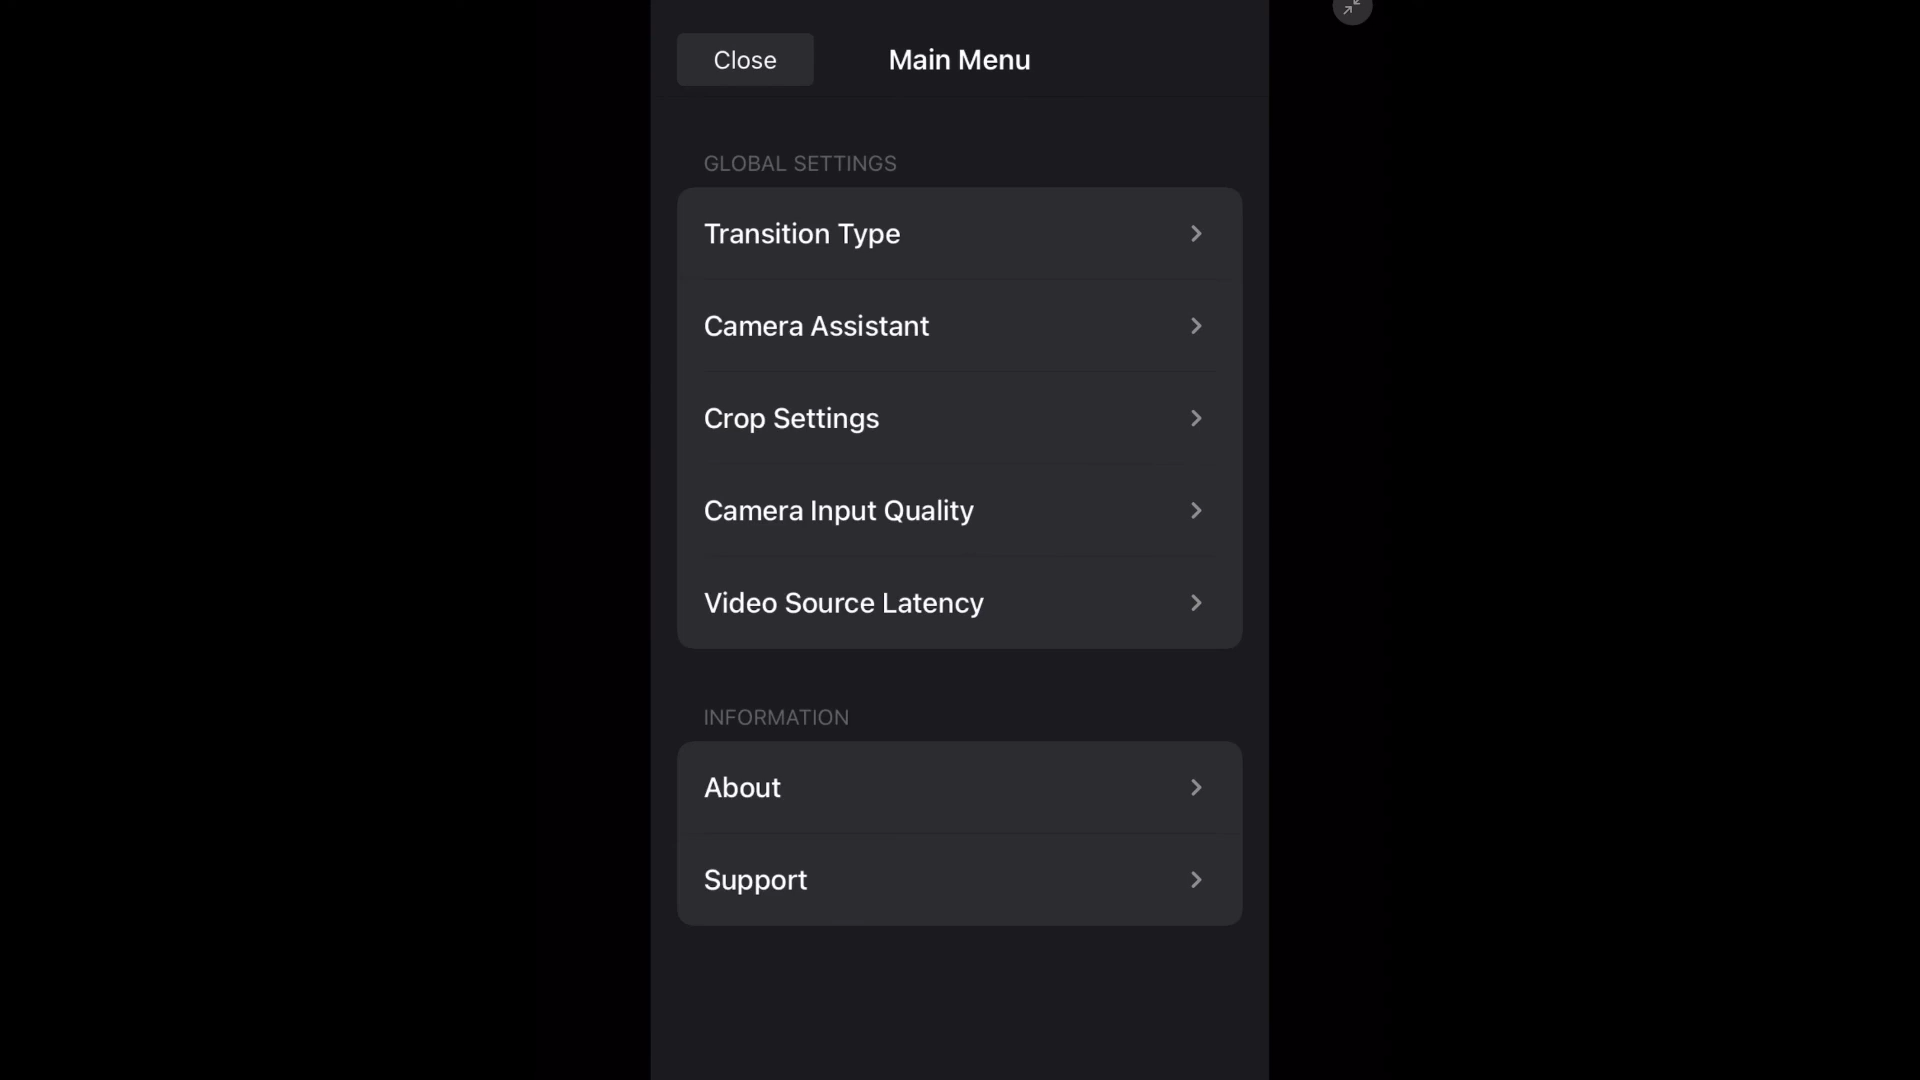 Close
Main Menu
GLOBAL SETTINGS
Transition Type
Camera Assistant
Crop Settings
Camera Input Quality
Video Source Latency
INFORMATION
About
Support